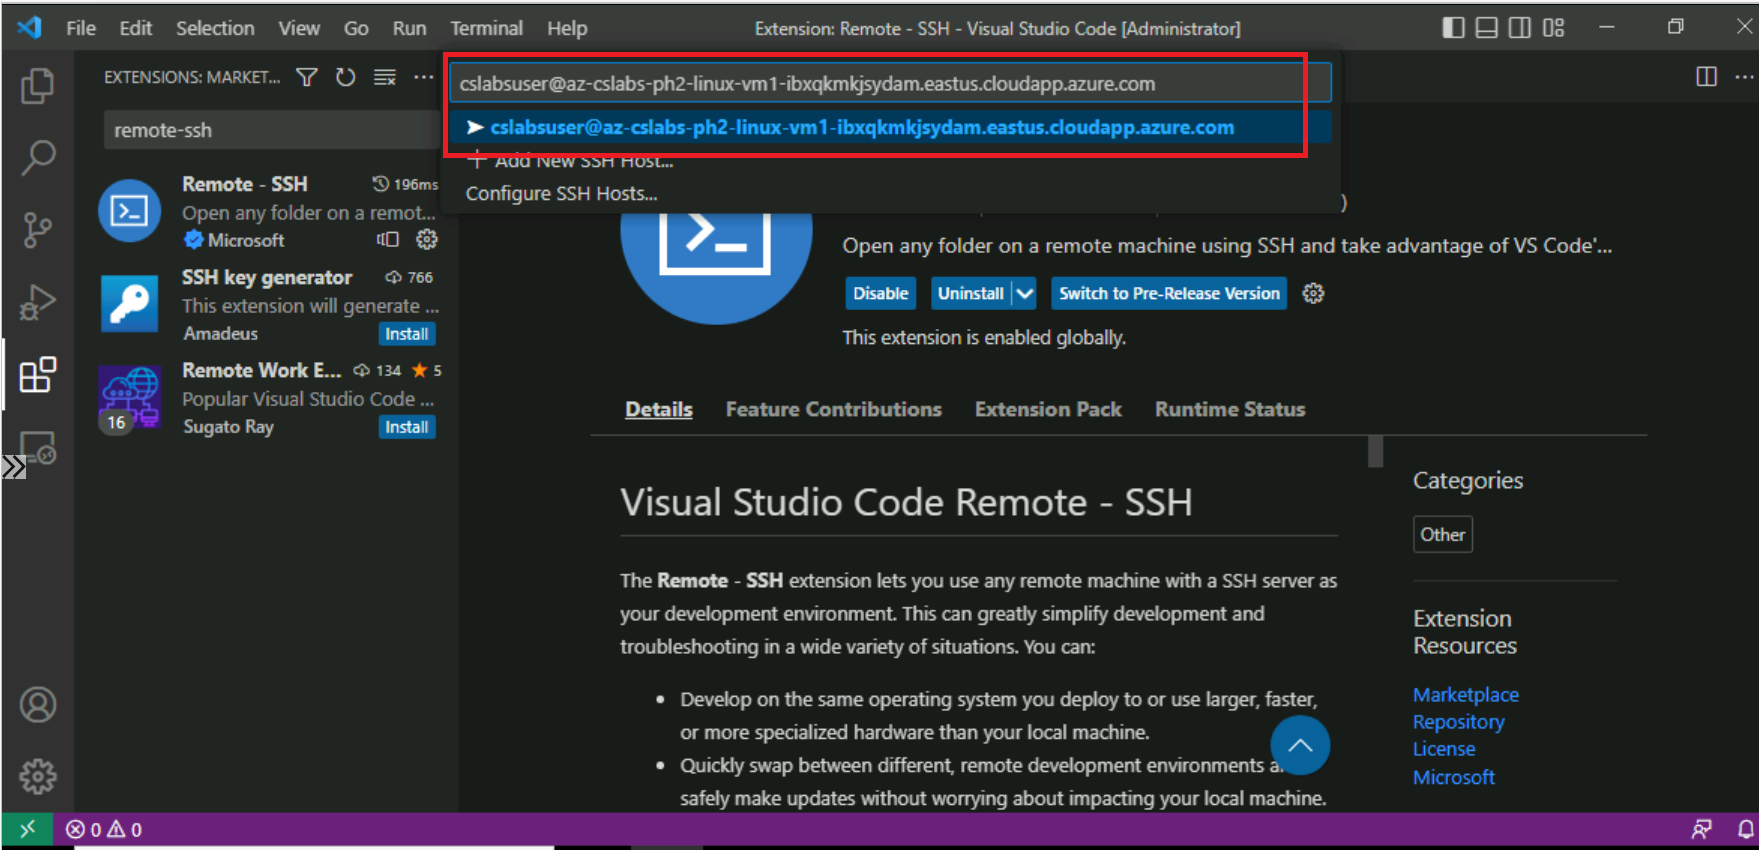 File Edit Selection View Go Run Terminal Help
Extension: Remote - SSH - Visual Studio Code [Administrator]
EXTENSIONS: MARKET...
remote-ssh
cslabsuser@az-cslabs-ph2-linux-vm1-ibxqkmkjsydam.eastus.cloudapp.azure.com
cslabsuser@az-cslabs-ph2-linux-vm1-ibxqkmkjsydam.eastus.cloudapp.azure.com
Add New SSH Host...
Configure SSH Hosts...
Remote - SSH 196ms
Open any folder on a remot...
Microsoft
SSH key generator 766
This extension will generate ...
Amadeus Install
Remote Work E... 134 ★ 5
Popular Visual Studio Code ...
Sugato Ray Install
16
)
Open any folder on a remote machine using SSH and take advantage of VS Code'...
Disable Uninstall Switch to Pre-Release Version
This extension is enabled globally.
Details Feature Contributions Extension Pack Runtime Status
Visual Studio Code Remote - SSH
The Remote - SSH extension lets you use any remote machine with a SSH server as
your development environment. This can greatly simplify development and
troubleshooting in a wide variety of situations. You can:
• Develop on the same operating system you deploy to or use larger, faster,
or more specialized hardware than your local machine.
• Quickly swap between different, remote development environments a
safely make updates without worrying about impacting your local machine.
Categories
Other
Extension
Resources
Marketplace
Repository
License
Microsoft
0 0